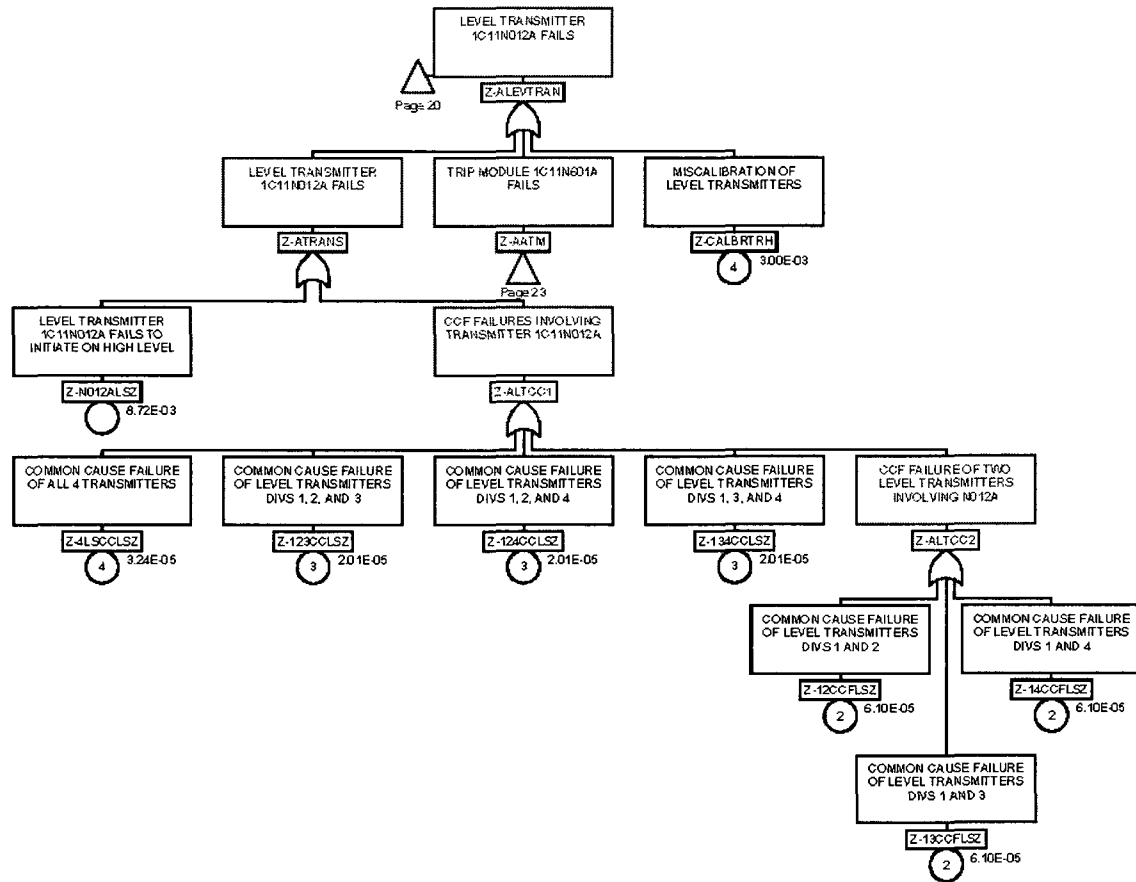 LEVEL TRANSMITTER
1C11N012A FAILS
Page 20
Z-ALEVTRAN
LEVEL TRANSMITTER
1C11N012A FAILS
Z-ATRANS
TRIP MODULE 1C11N601A
FAILS
Z-AATM
Page 23
MISCALIBRATION OF
LEVEL TRANSMITTERS
Z-CALBRTRH
4
3.00E-03
LEVEL TRANSMITTER
1C11N012A FAILS TO
INITIATE ON HIGH LEVEL
Z-N012ALSZ
8.72E-03
CCF FAILURES INVOLVING
TRANSMITTER 1C11N012A
Z-ALTCC1
COMMON CAUSE FAILURE
OF ALL 4 TRANSMITTERS
Z-4LSCCLSZ
4
3.24E-05
COMMON CAUSE FAILURE
OF LEVEL TRANSMITTERS
DIVS 1, 2, AND 3
Z-123CCLSZ
3
2.01E-05
COMMON CAUSE FAILURE
OF LEVEL TRANSMITTERS
DIVS 1, 2, AND 4
Z-124CCLSZ
3
2.01E-05
COMMON CAUSE FAILURE
OF LEVEL TRANSMITTERS
DIVS 1, 3, AND 4
Z-134CCLSZ
3
2.01E-05
CCF FAILURE OF TWO
LEVEL TRANSMITTERS
INVOLVING N012A
Z-ALTCC2
COMMON CAUSE FAILURE
OF LEVEL TRANSMITTERS
DIVS 1 AND 2
Z-12CCFLSZ
2
6.10E-05
COMMON CAUSE FAILURE
OF LEVEL TRANSMITTERS
DIVS 1 AND 4
Z-14CCFLSZ
2
6.10E-05
COMMON CAUSE FAILURE
OF LEVEL TRANSMITTERS
DIVS 1 AND 3
Z-13CCFLSZ
2
6.10E-05